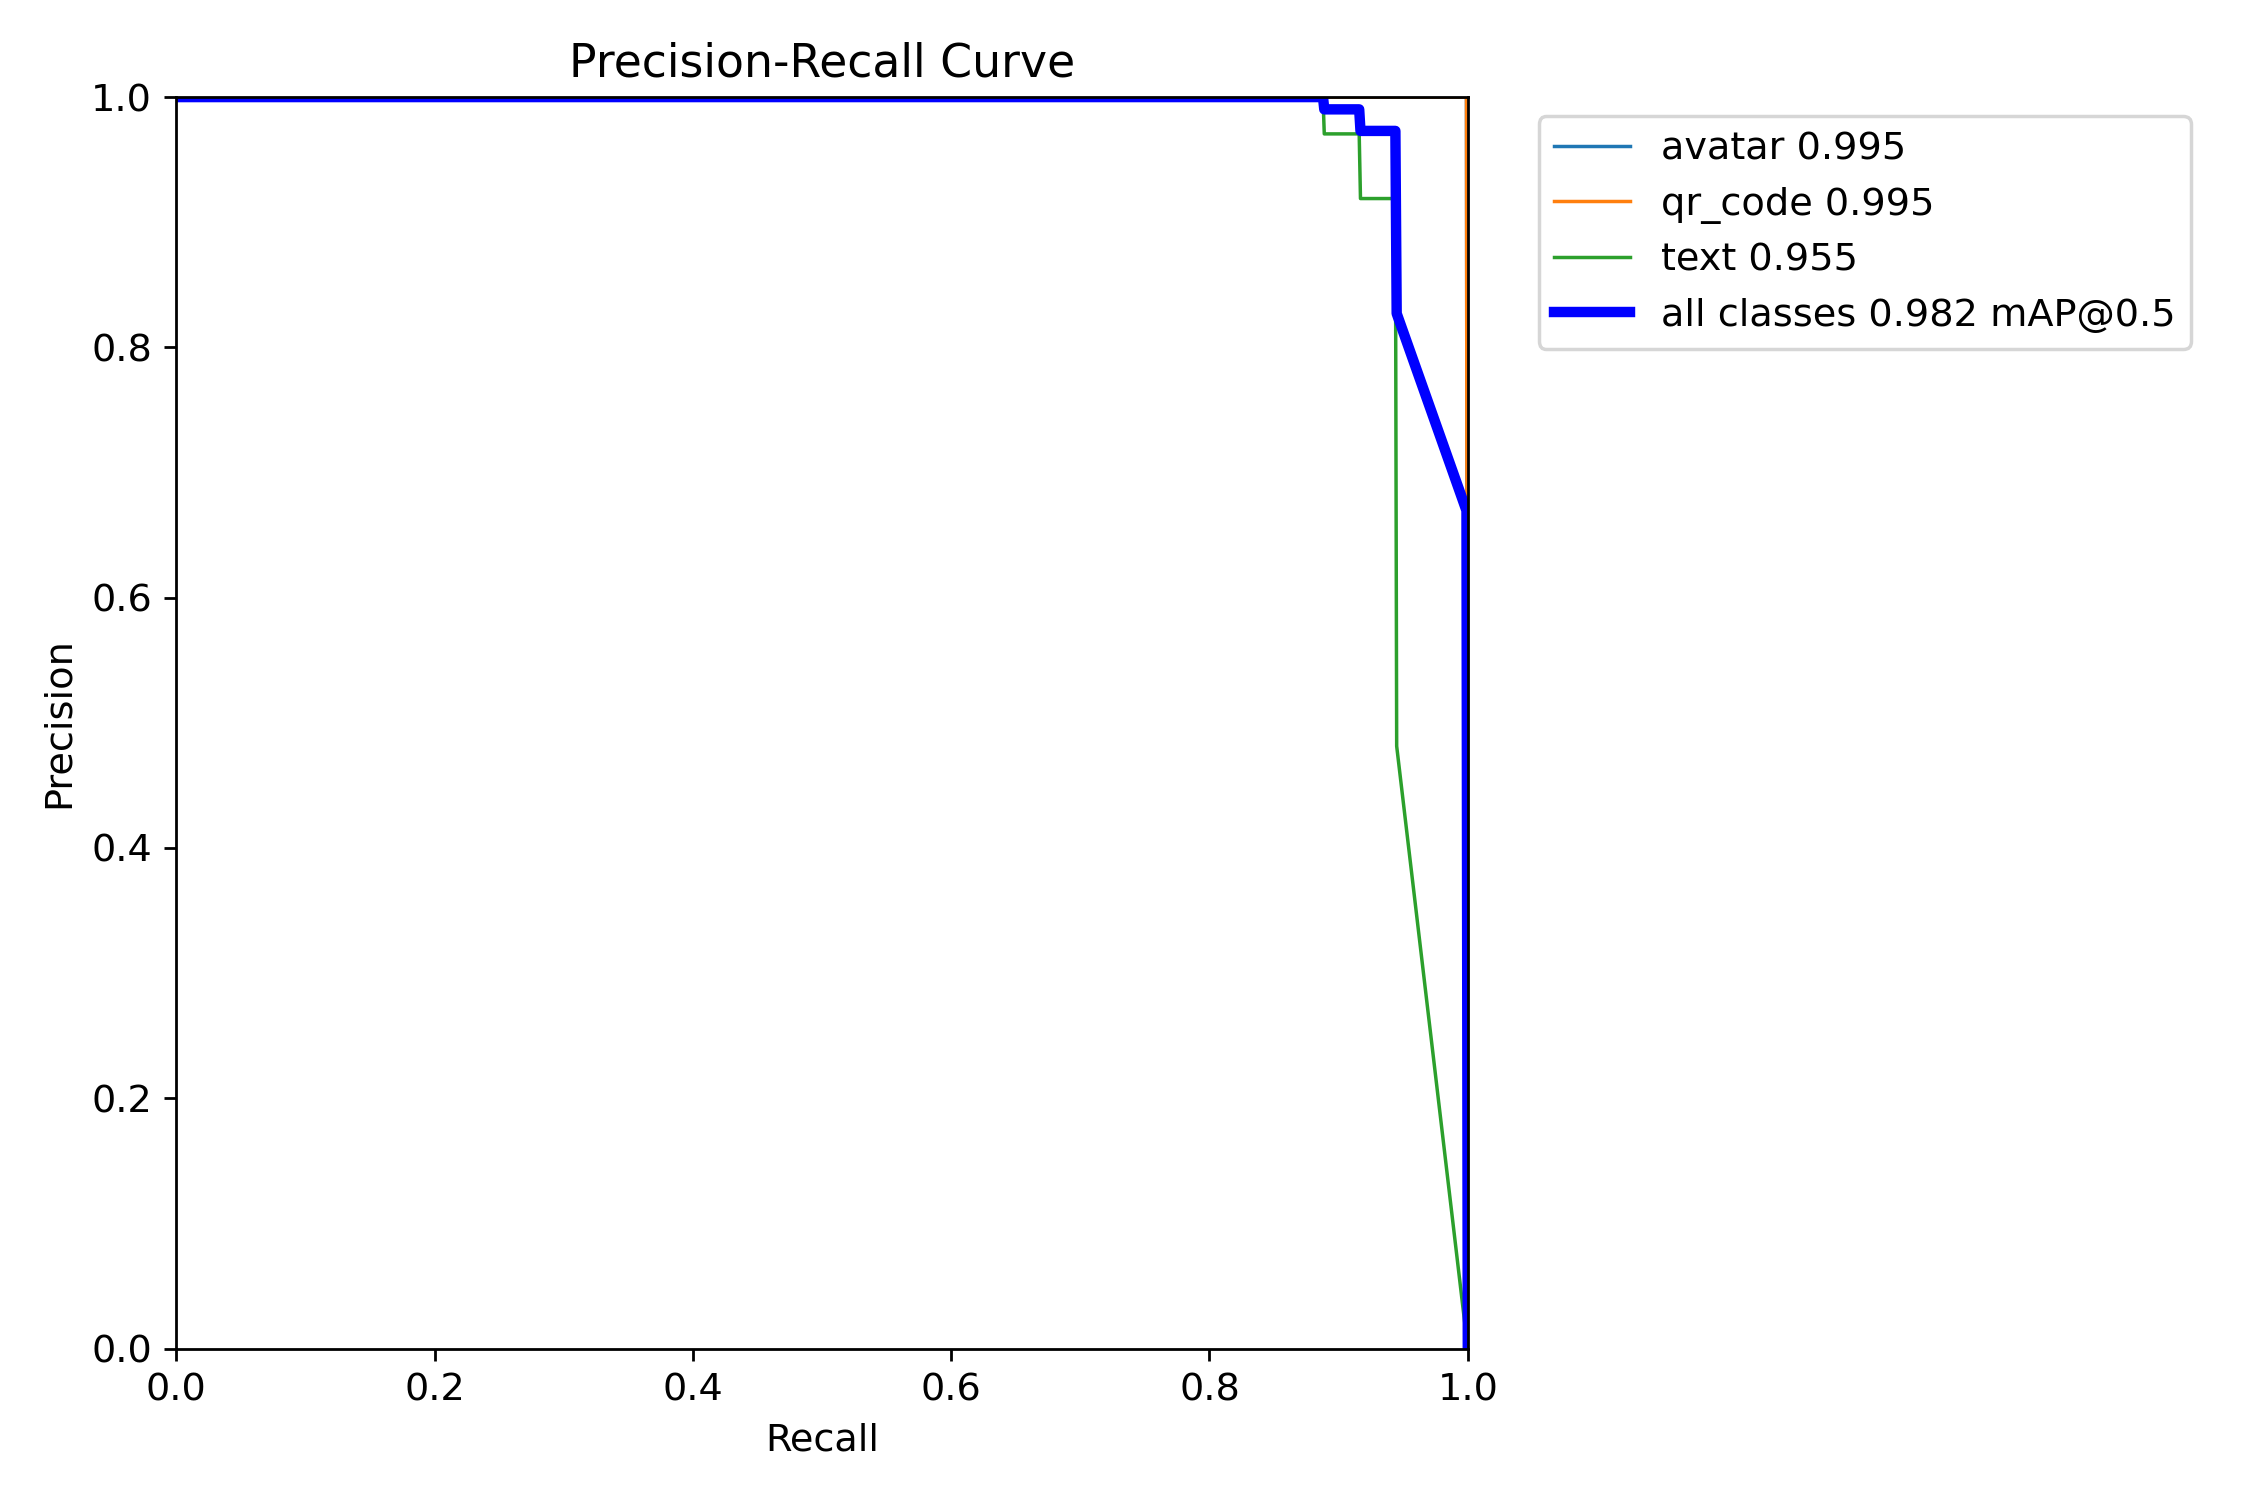 Precision-Recall Curve
1.0
0.8
0.6
0.4
0.2
0.0
Precision
0.0 0.2 0.4 0.6 0.8 1.0
Recall
avatar 0.995
qr_code 0.995
text 0.955
all classes 0.982 mAP@0.5